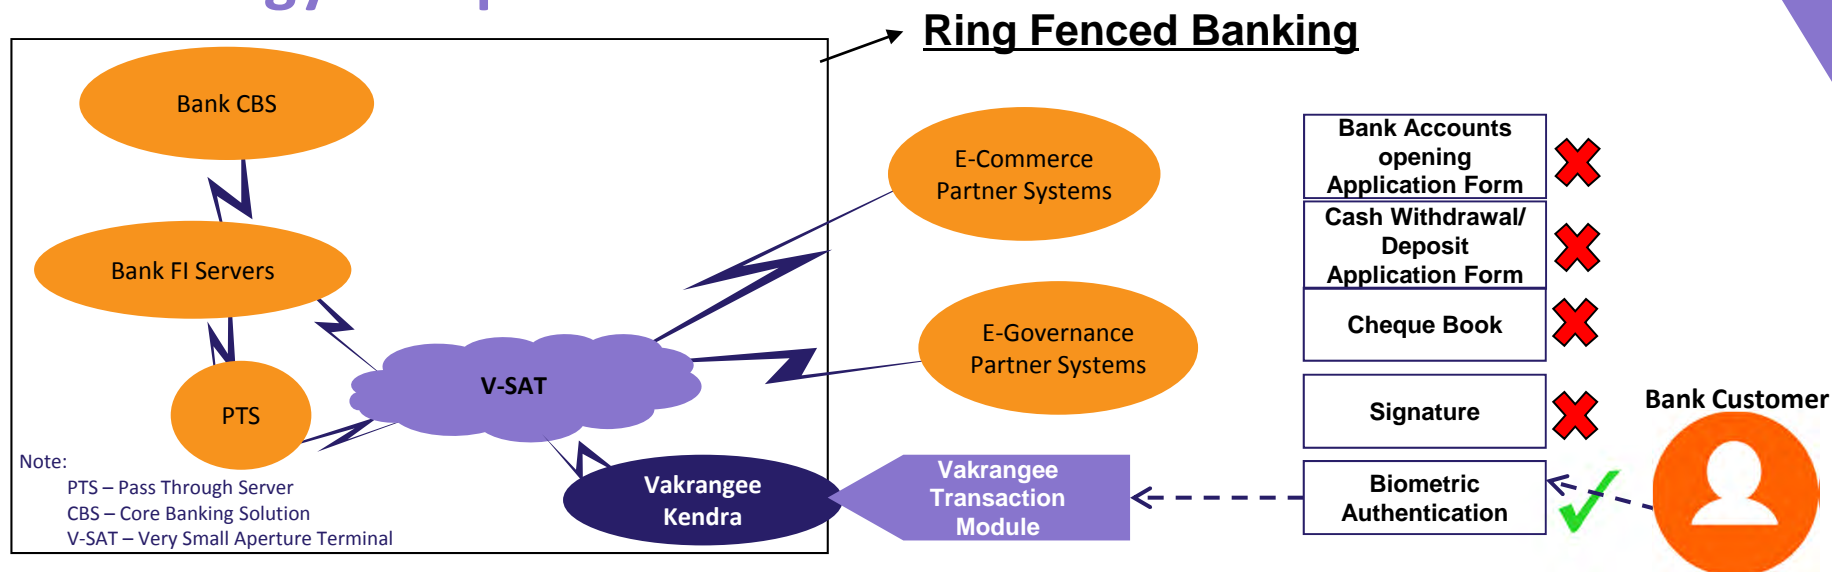 Ring Fenced Banking
Bank CBS
Bank FI Servers
PTS
V-SAT
Vakrangee
Kendra
Note:
PTS – Pass Through Server
CBS – Core Banking Solution
V-SAT – Very Small Aperture Terminal
E-Commerce
Partner Systems
E-Governance
Partner Systems
Vakrangee
Transaction
Module
Bank Accounts
opening
Application Form
Cash Withdrawal/
Deposit
Application Form
Cheque Book
Signature
Biometric
Authentication
Bank Customer